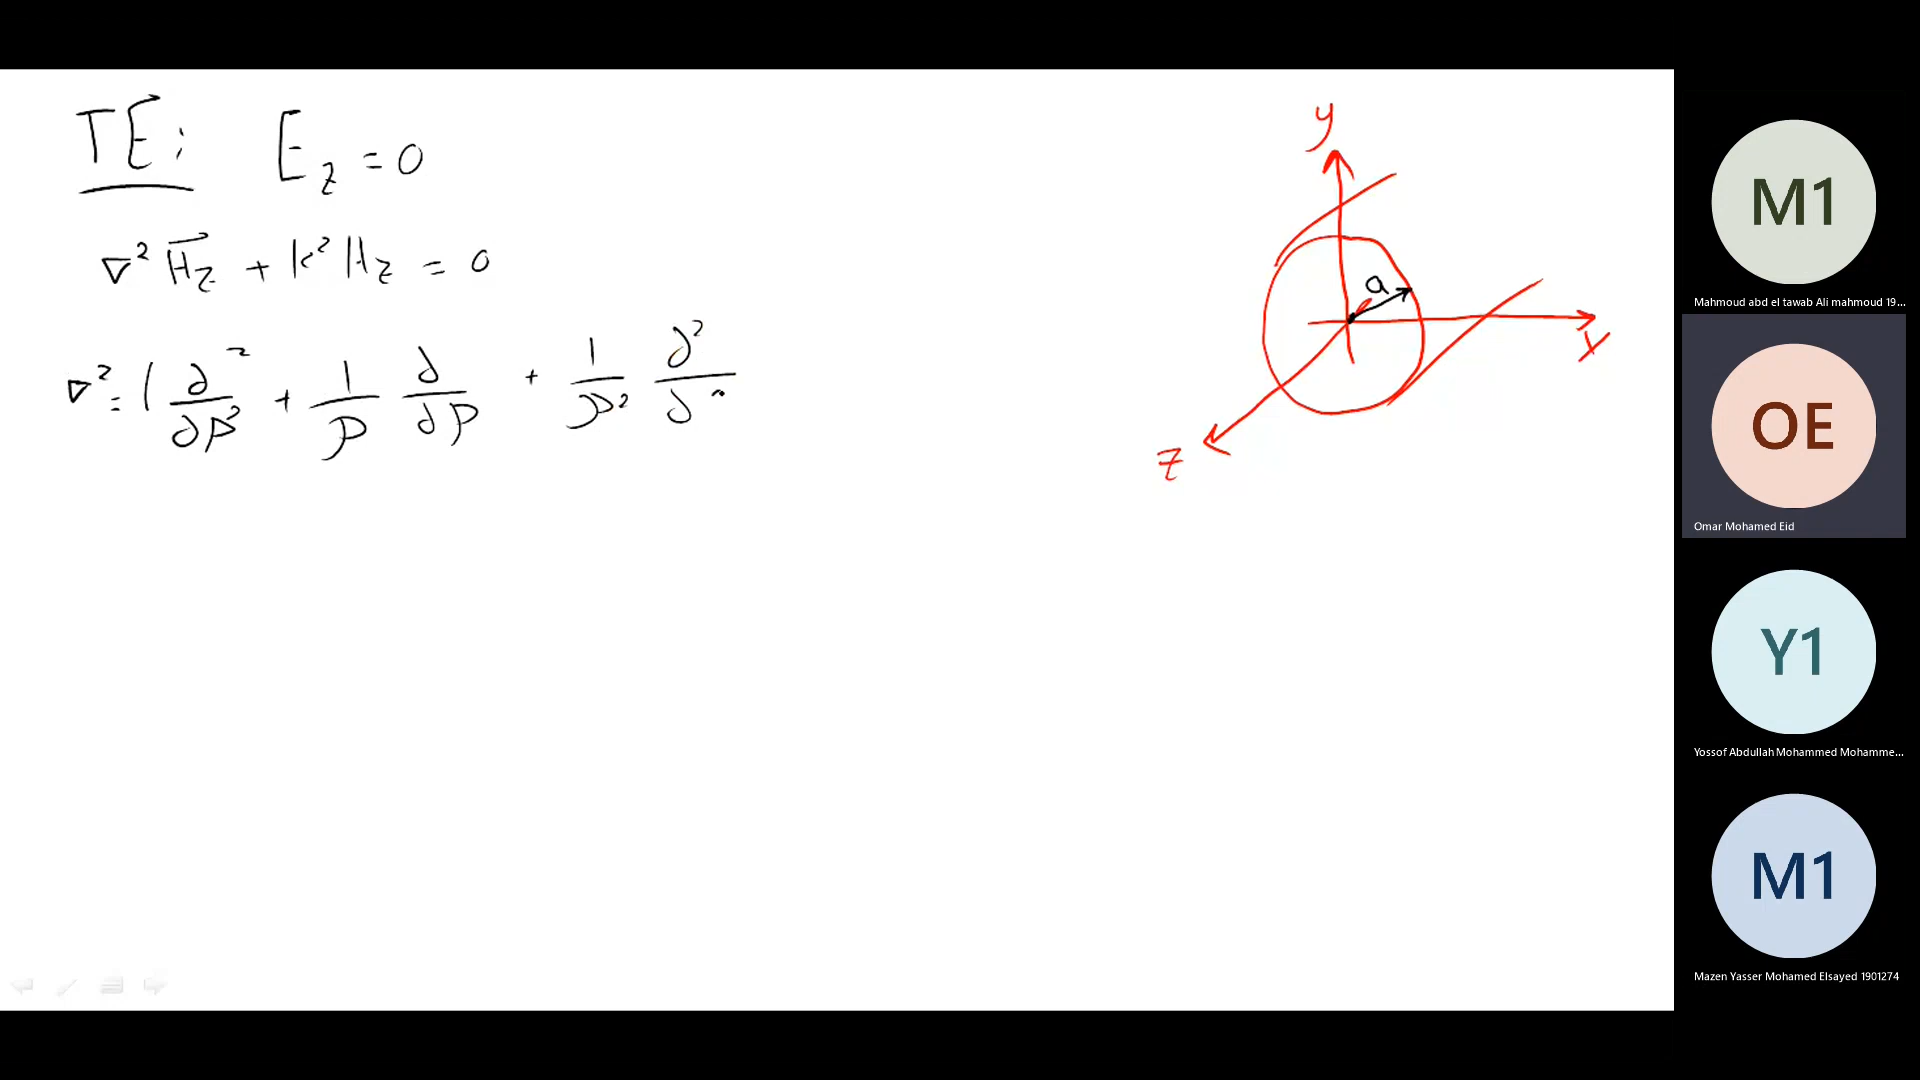 TE: E_z = 0
∇² H⃗_z + k² H_z = 0
∇² = ( ∂²/∂ρ² + 1/ρ ∂/∂ρ + 1/ρ² ∂²/∂
y
a
x
z
M1
Mahmoud abd el tawab Ali mahmoud 19...
OE
Omar Mohamed Eid
Y1
Yossof Abdullah Mohammed Mohamme...
M1
Mazen Yasser Mohamed Elsayed 1901274